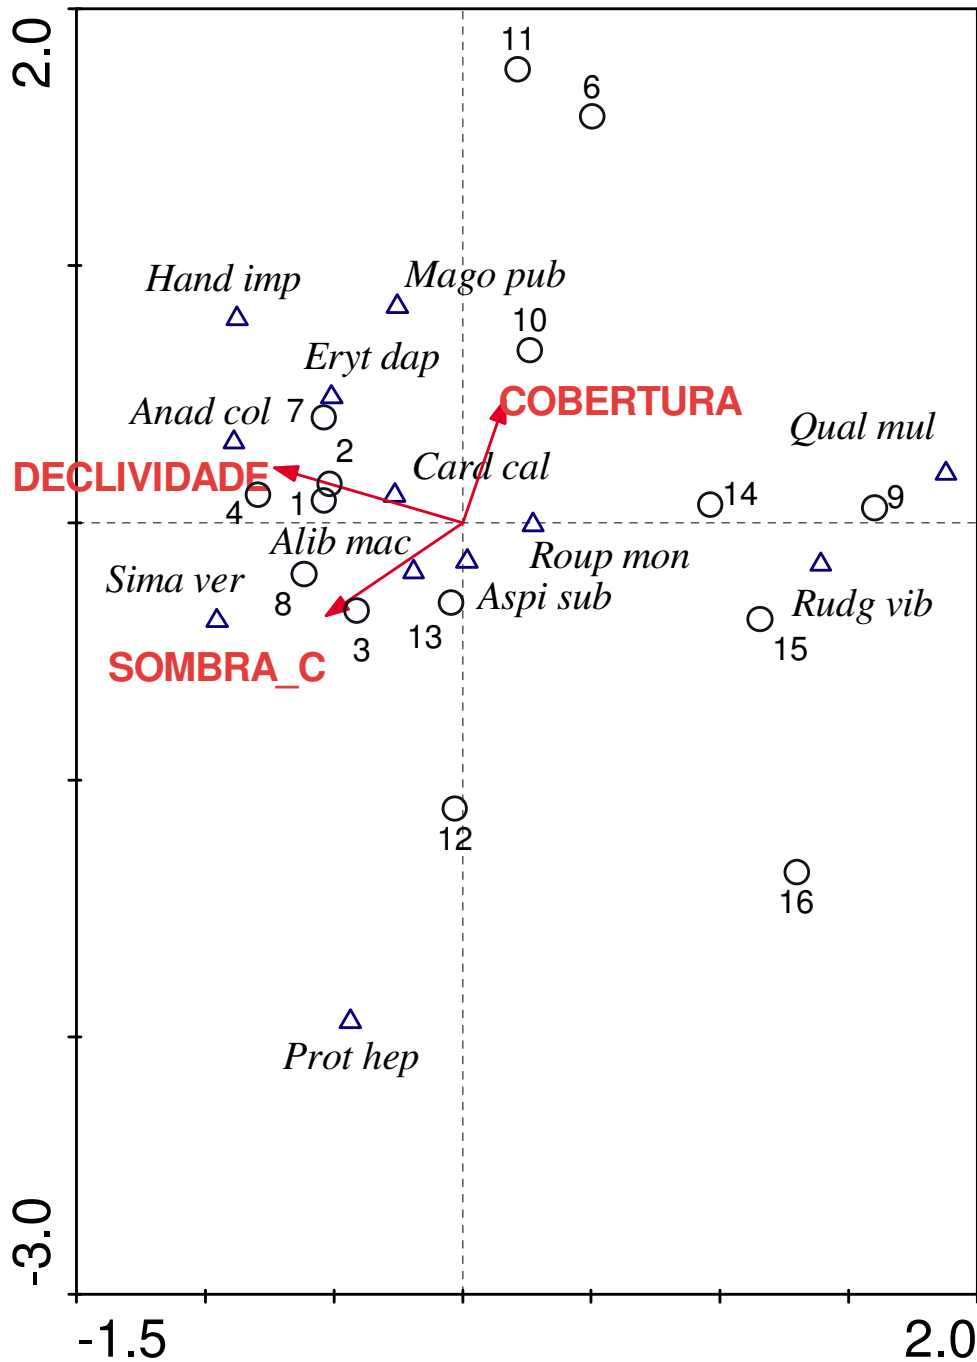 2.0
11
6
Hand imp
Mago pub
10
Eryt dap
COBERTURA
Anad col
7
Qual mul
2
Card cal
DECLIVIDADE
4
1
14
9
Alib mac
Roup mon
Sima ver
8
Aspi sub
Rudg vib
13
3
15
SOMBRA_C
12
16
Prot hep
-3.0
-1.5
2.0